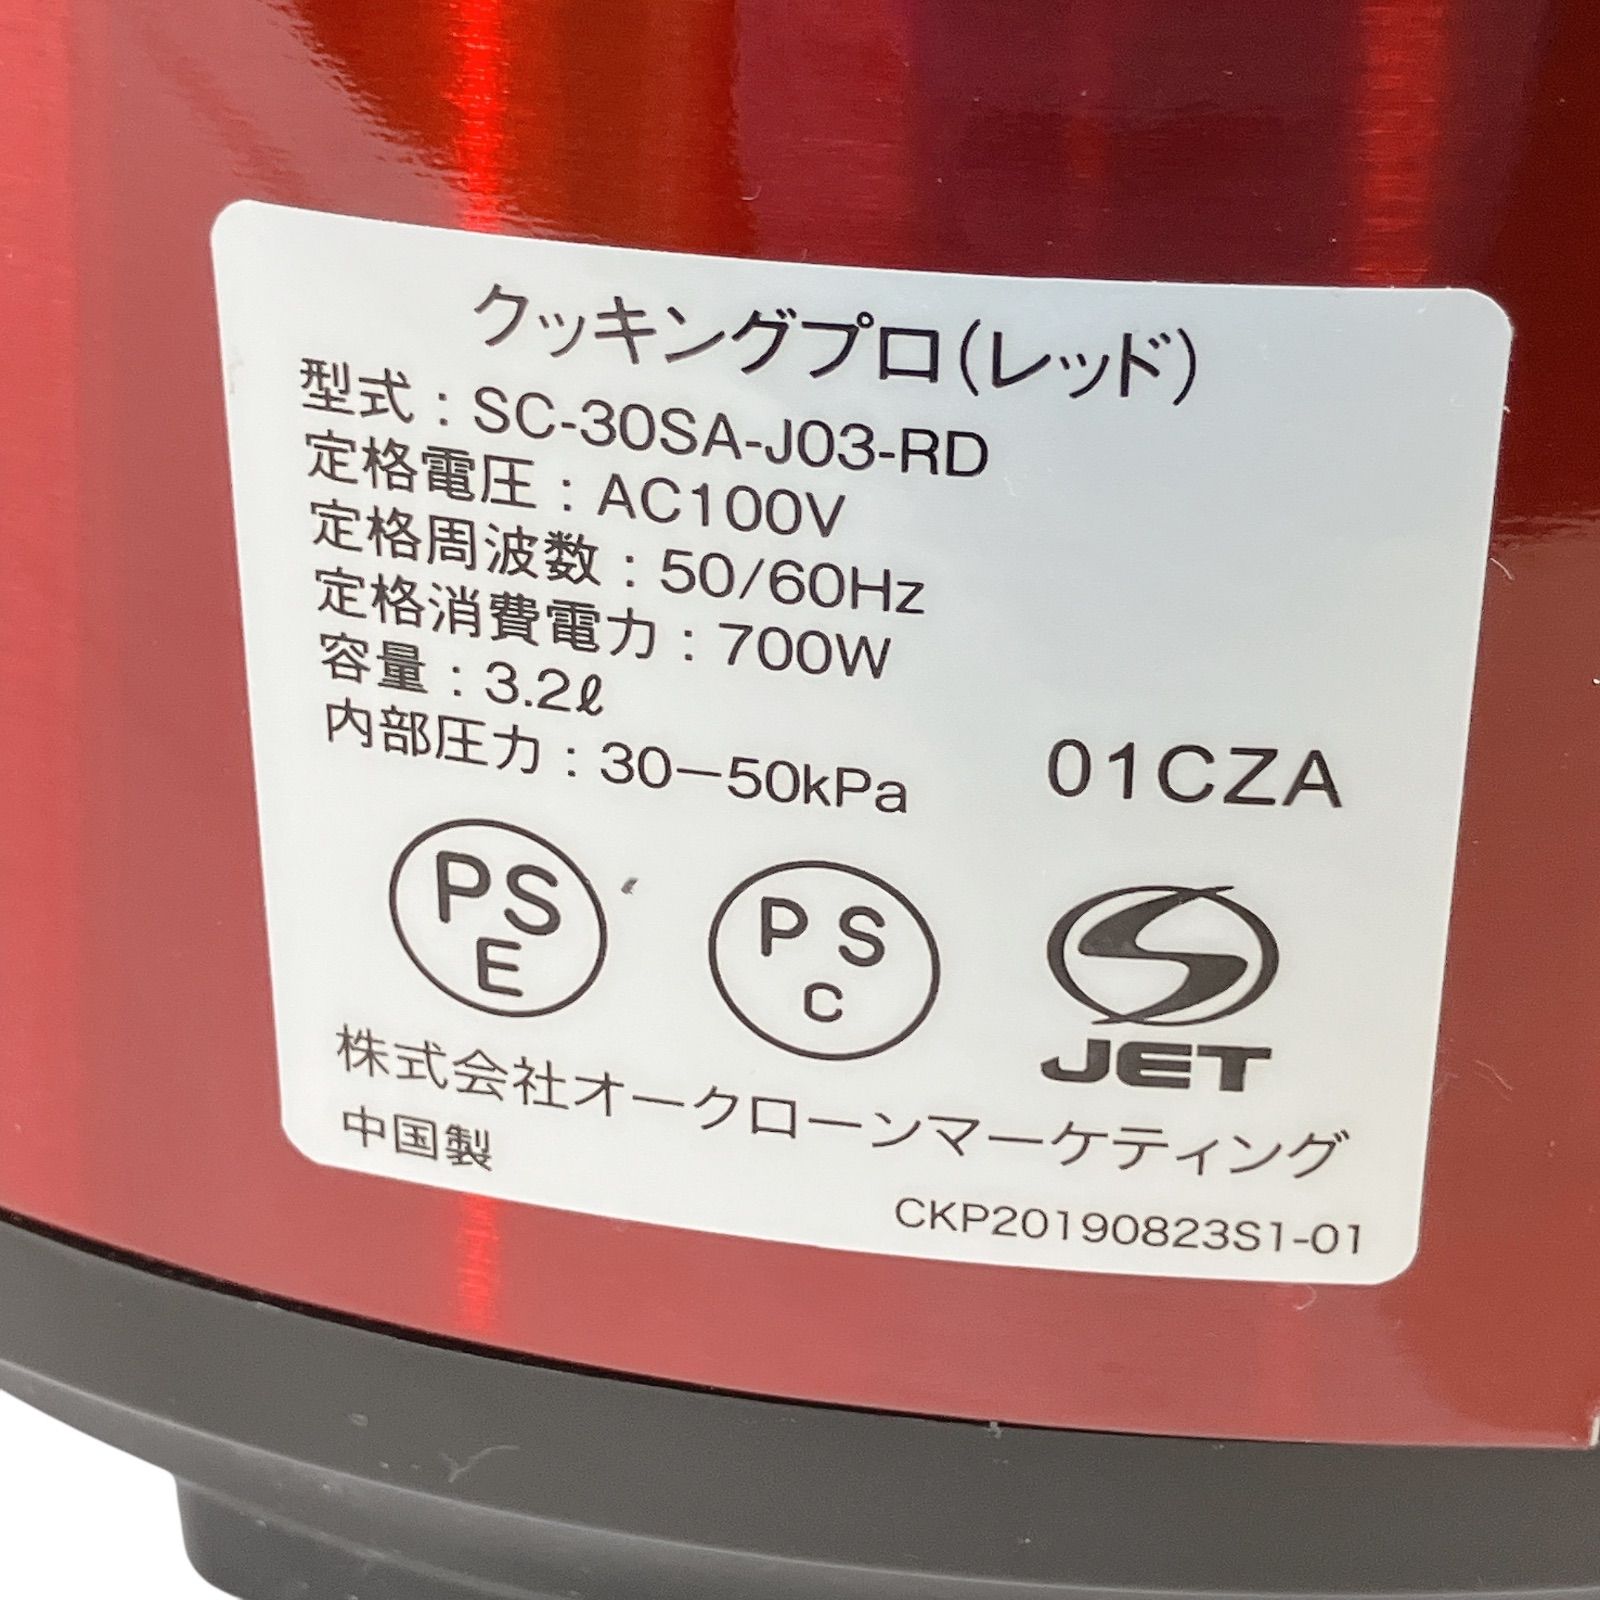 クッキングプロ(レッド)
型式:SC-30SA-J03-RD
定格電圧:AC100V
定格周波数:50/60Hz
定格消費電力:700W
容量:3.2ℓ
内部圧力:30−50kPa
01CZA
PS
E
PS
C
JET
株式会社オークローンマーケティング
中国製
CKP20190823S1-01